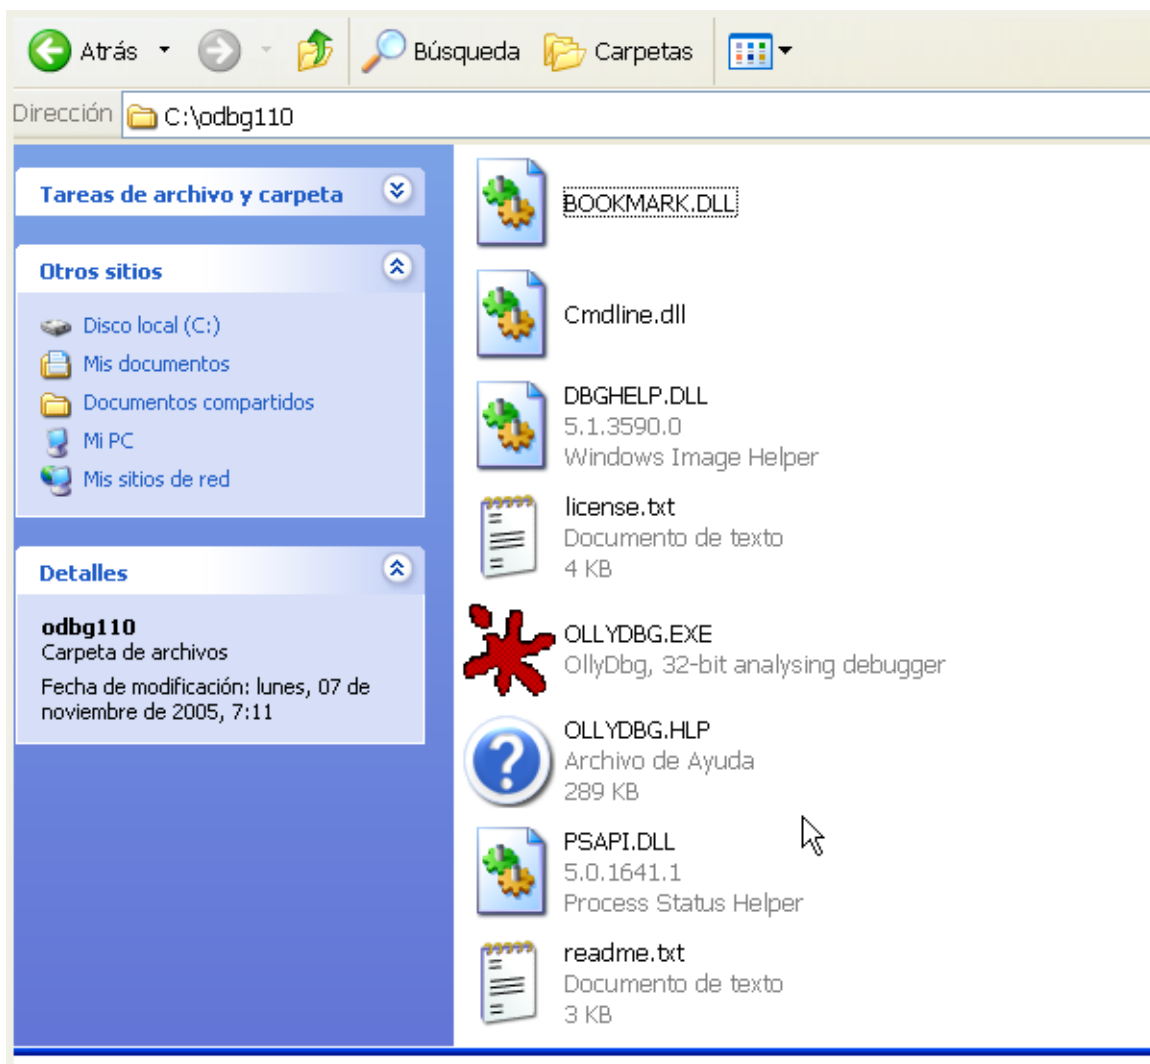 Atrás
Búsqueda
Carpetas
Dirección
C:\odbg110
Tareas de archivo y carpeta
Otros sitios
Disco local (C:)
Mis documentos
Documentos compartidos
Mi PC
Mis sitios de red
Detalles
odbg110
Carpeta de archivos
Fecha de modificación: lunes, 07 de
noviembre de 2005, 7:11
BOOKMARK.DLL
Cmdline.dll
DBGHELP.DLL
5.1.3590.0
Windows Image Helper
license.txt
Documento de texto
4 KB
OLLYDBG.EXE
OllyDbg, 32-bit analysing debugger
OLLYDBG.HLP
Archivo de Ayuda
289 KB
PSAPI.DLL
5.0.1641.1
Process Status Helper
readme.txt
Documento de texto
3 KB